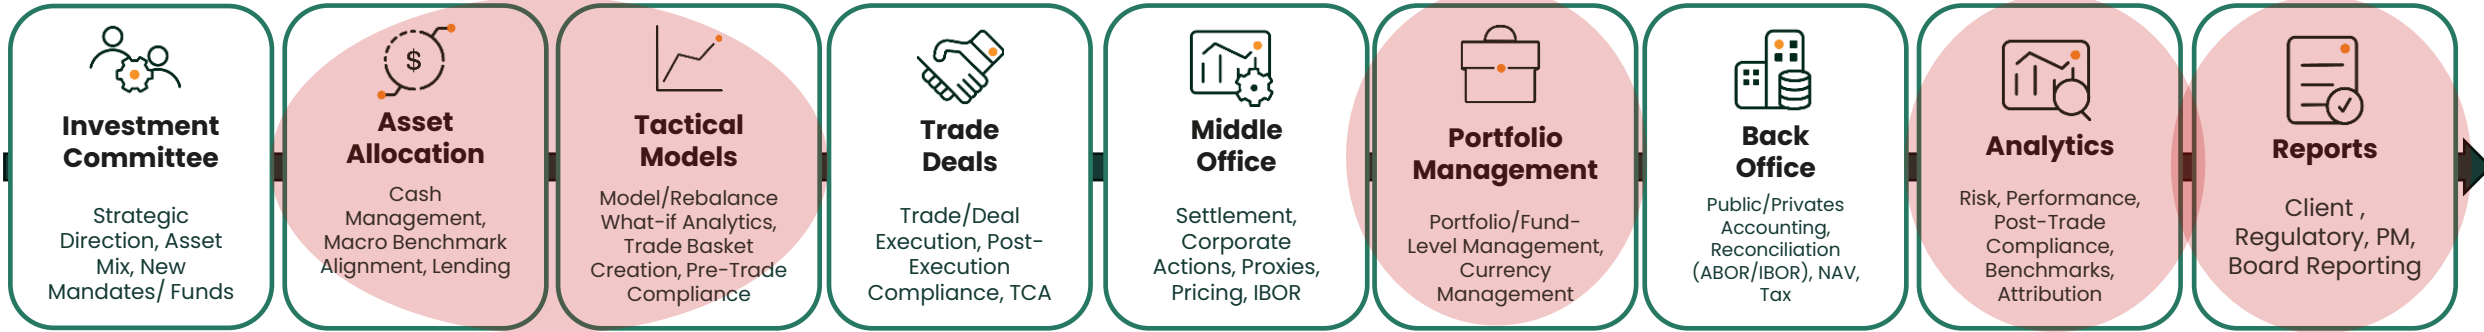 Investment
Committee
Strategic
Direction, Asset
Mix, New
Mandates/ Funds
$
Asset
Allocation
Cash
Management,
Macro Benchmark
Alignment, Lending
Tactical
Models
Model/Rebalance
What-if Analytics,
Trade Basket
Creation, Pre-Trade
Compliance
Trade
Deals
Trade/Deal
Execution, Post-
Execution
Compliance, TCA
Middle
Office
Settlement,
Corporate
Actions, Proxies,
Pricing, IBOR
Portfolio
Management
Portfolio/Fund-
Level Management,
Currency
Management
Back
Office
Public/Privates
Accounting,
Reconciliation
(ABOR/IBOR), NAV,
Tax
Analytics
Risk, Performance,
Post-Trade
Compliance,
Benchmarks,
Attribution
Reports
Client ,
Regulatory, PM,
Board Reporting